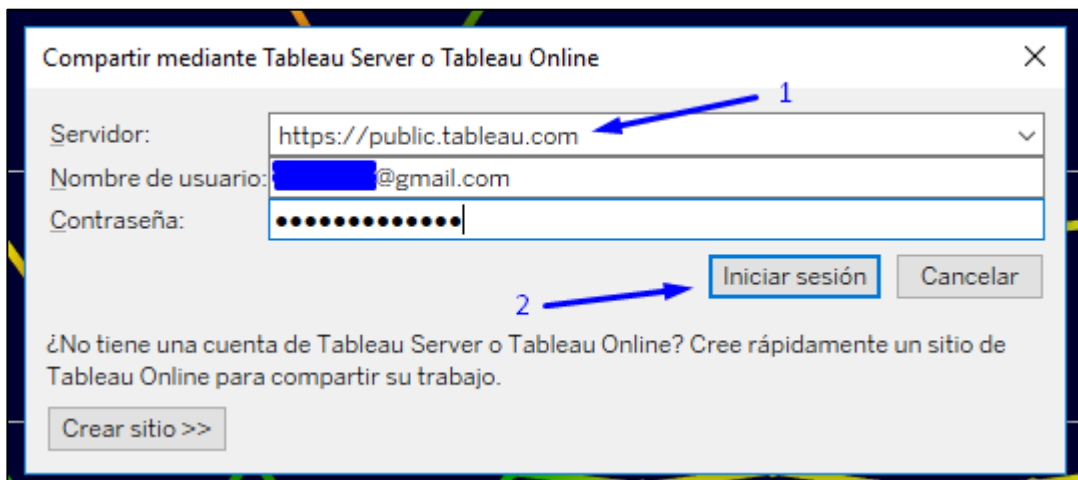 Compartir mediante Tableau Server o Tableau Online
1
Servidor: https://public.tableau.com
Nombre de usuario: @gmail.com
Contraseña: •••••••••••••
Iniciar sesión Cancelar
2
¿No tiene una cuenta de Tableau Server o Tableau Online? Cree rápidamente un sitio de
Tableau Online para compartir su trabajo.
Crear sitio >>